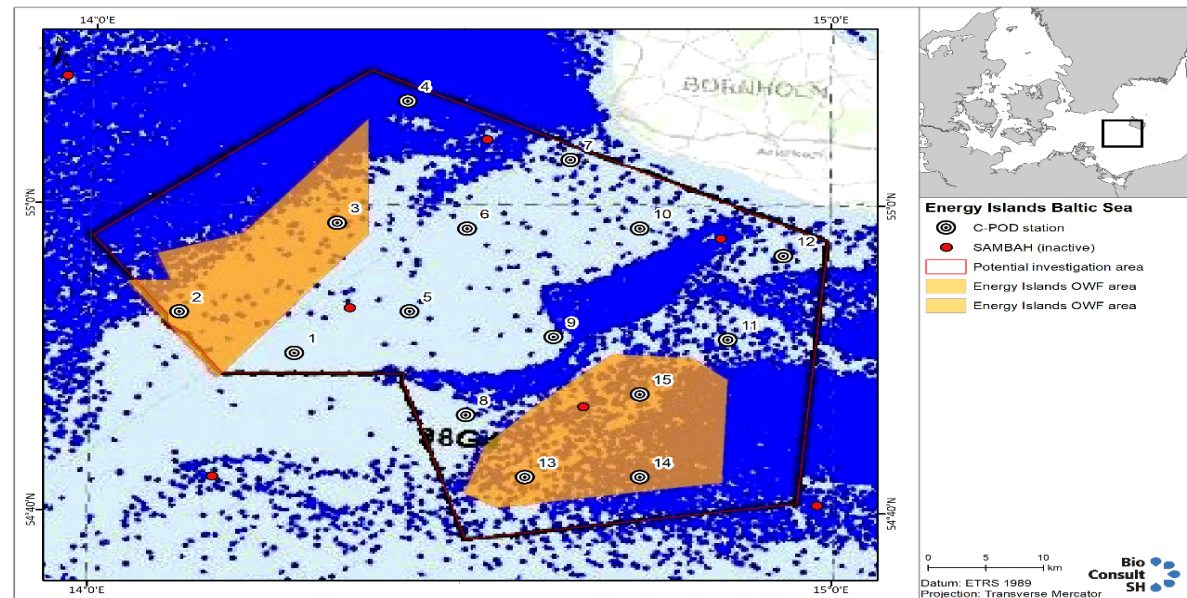 14°0'E
15°0'E
BORNHOLM
4
7
55°0'N
55°0'N
3
6
10
12
2
5
1
9
11
15
8
13
14
54°40'N
54°40'N
14°0'E
15°0'E
Energy Islands Baltic Sea
C-POD station
SAMBAH (inactive)
Potential investigation area
Energy Islands OWF area
Energy Islands OWF area
0 5 10
km
Datum: ETRS 1989
Projection: Transverse Mercator
Bio
Consult
SH